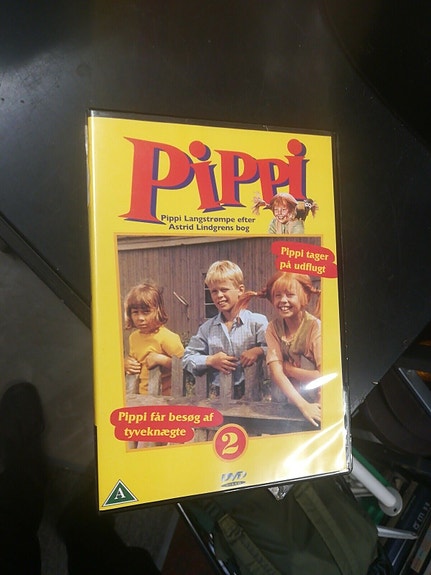 Pippi
Pippi Langstrømpe efter
Astrid Lindgrens bog
Pippi tager
på udflugt
Pippi får besøg af
tyveknægte
2
DVD
A